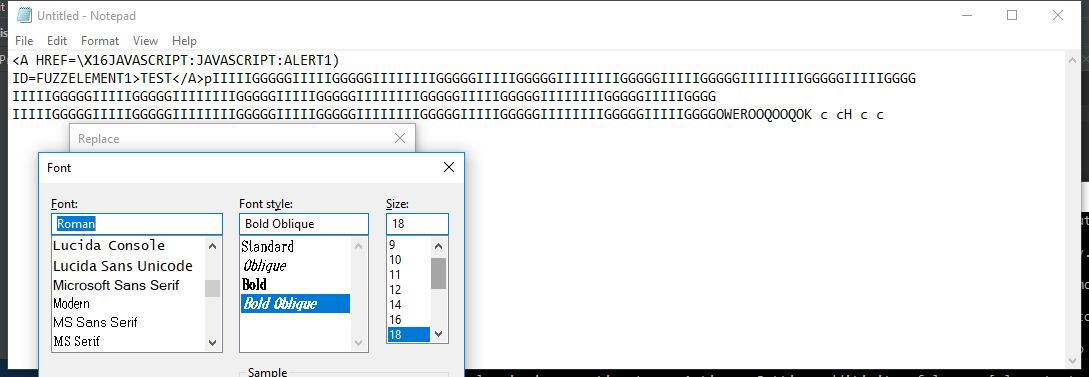 Untitled - Notepad
File Edit Format View Help
<A HREF=\X16JAVASCRIPT:JAVASCRIPT:ALERT1)
ID=FUZZELEMENT1>TEST</A>pIIIIIGGGGGIIIIIGGGGGIIIIIIIIGGGGGIIIIIGGGGGIIIIIIIIGGGGGIIIIIGGGGGIIIIIIIIGGGGGIIIIIGGGG
IIIIIGGGGGIIIIIGGGGGIIIIIIIIGGGGGIIIIIGGGGGIIIIIIIIGGGGGIIIIIGGGGGIIIIIIIIGGGGGIIIIIGGGG
IIIIIGGGGGIIIIIGGGGGIIIIIIIIGGGGGIIIIIGGGGGIIIIIIIIGGGGGIIIIIGGGGGIIIIIIIIGGGGGIIIIIGGGGOWEROOQOOQOK c cH c c
Replace
Font
Font: Font style: Size:
Roman Bold Oblique 18
Lucida Console
Lucida Sans Unicode
Microsoft Sans Serif
Modern
MS Sans Serif
MS Serif
Standard
Oblique
Bold
Bold Oblique
9
10
11
12
14
16
18
Sample